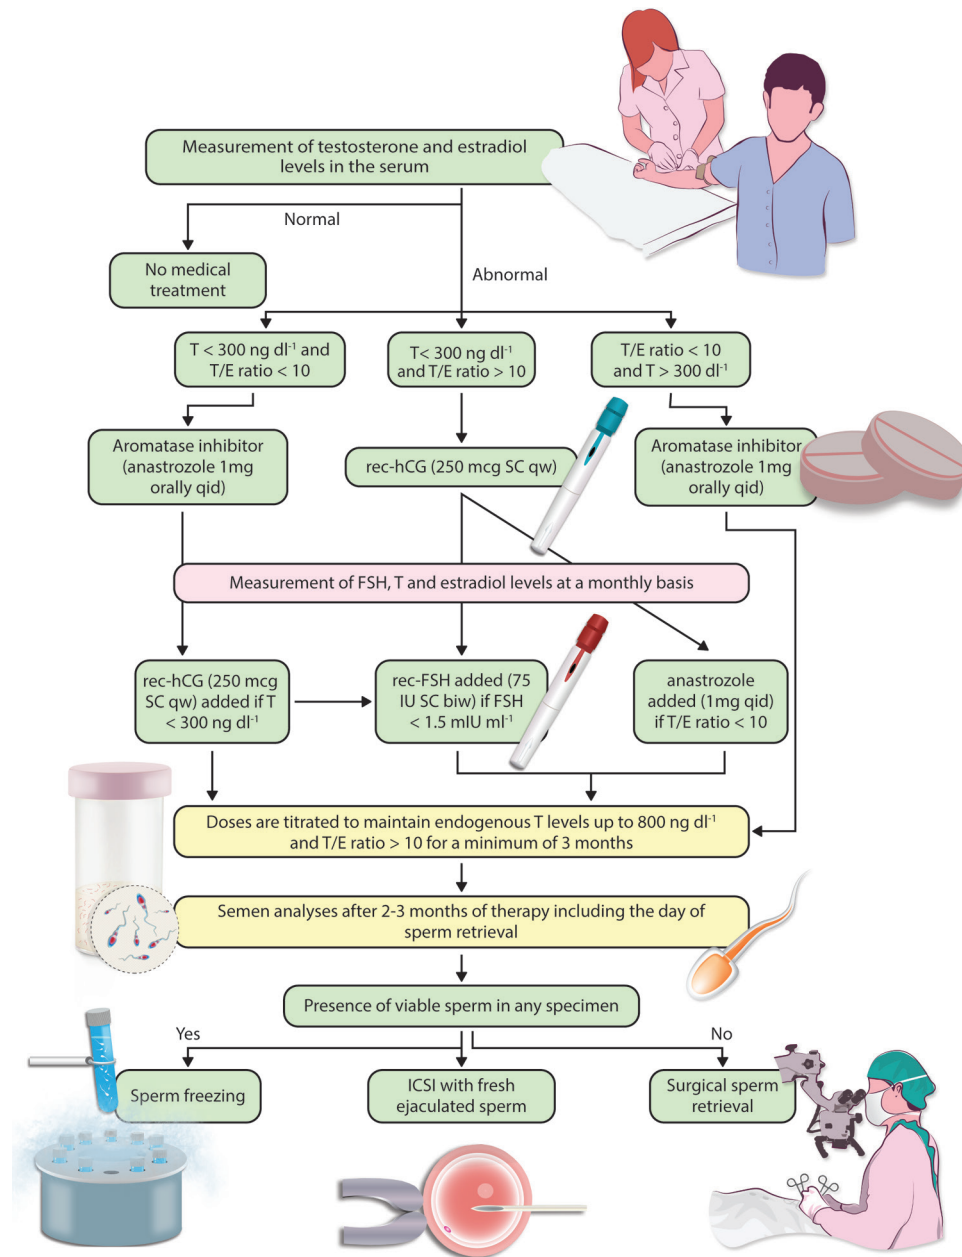 Measurement of testosterone and estradiol
levels in the serum
Normal
No medical
treatment
Abnormal
T < 300 ng dl⁻¹ and
T/E ratio < 10
T< 300 ng dl⁻¹
and T/E ratio > 10
T/E ratio < 10
and T > 300 dl⁻¹
Aromatase inhibitor
(anastrozole 1mg
orally qid)
rec-hCG (250 mcg SC qw)
Aromatase inhibitor
(anastrozole 1mg
orally qid)
Measurement of FSH, T and estradiol levels at a monthly basis
rec-hCG (250 mcg
SC qw) added if T
< 300 ng dl⁻¹
rec-FSH added (75
IU SC biw) if FSH
< 1.5 mIU ml⁻¹
anastrozole
added (1mg qid)
if T/E ratio < 10
Doses are titrated to maintain endogenous T levels up to 800 ng dl⁻¹
and T/E ratio > 10 for a minimum of 3 months
Semen analyses after 2-3 months of therapy including the day of
sperm retrieval
Presence of viable sperm in any specimen
Yes
No
Sperm freezing
ICSI with fresh
ejaculated sperm
Surgical sperm
retrieval